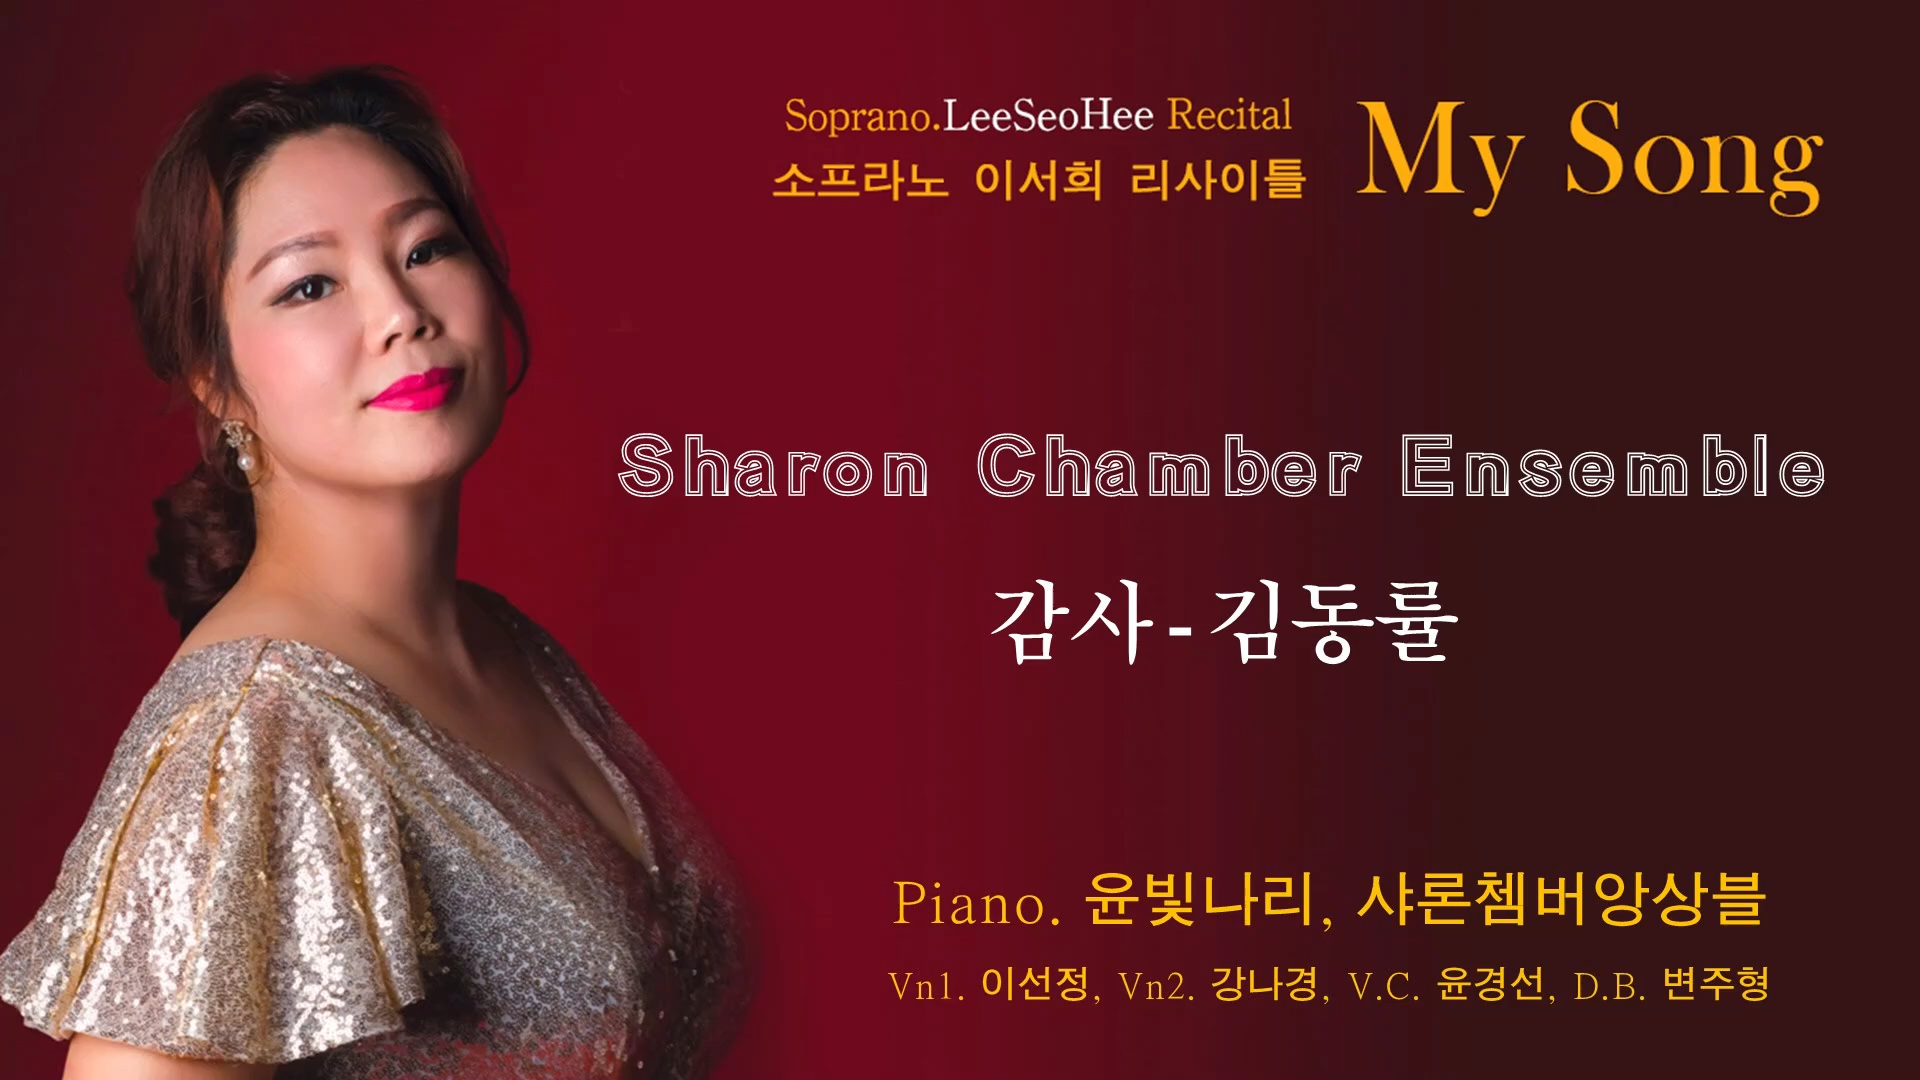 Soprano.LeeSeoHee Recital
소프라노 이서희 리사이틀
My Song
Sharon Chamber Ensemble
감사-김동률
Piano. 윤빛나리, 샤론쳄버앙상블
Vn1. 이선정, Vn2. 강나경, V.C. 윤경선, D.B. 변주형